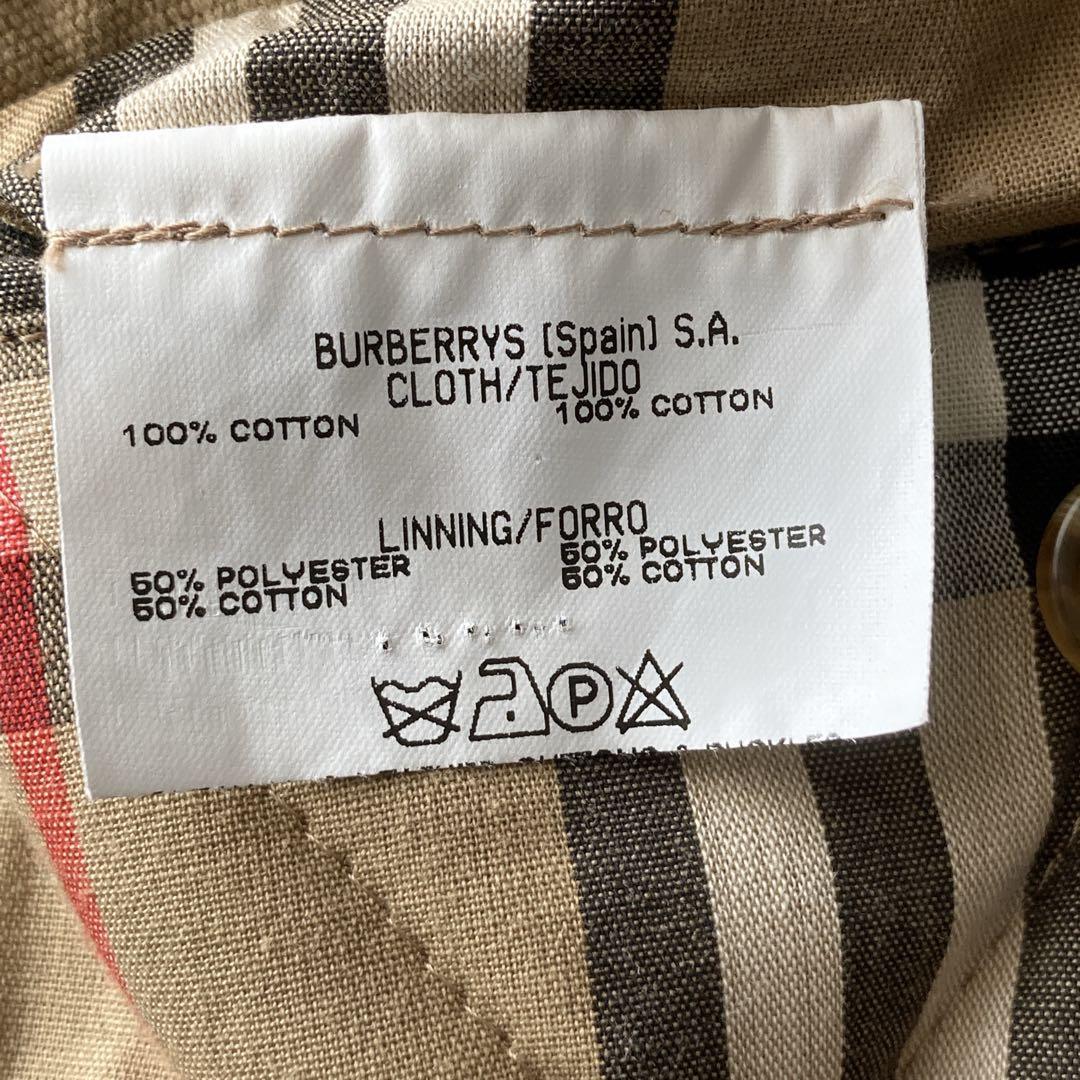 BURBERRYS (Spain) S.A.
CLOTH/TEJIDO
100% COTTON 100% COTTON
LINNING/FORRO
50% POLYESTER 50% POLYESTER
50% COTTON 50% COTTON
P